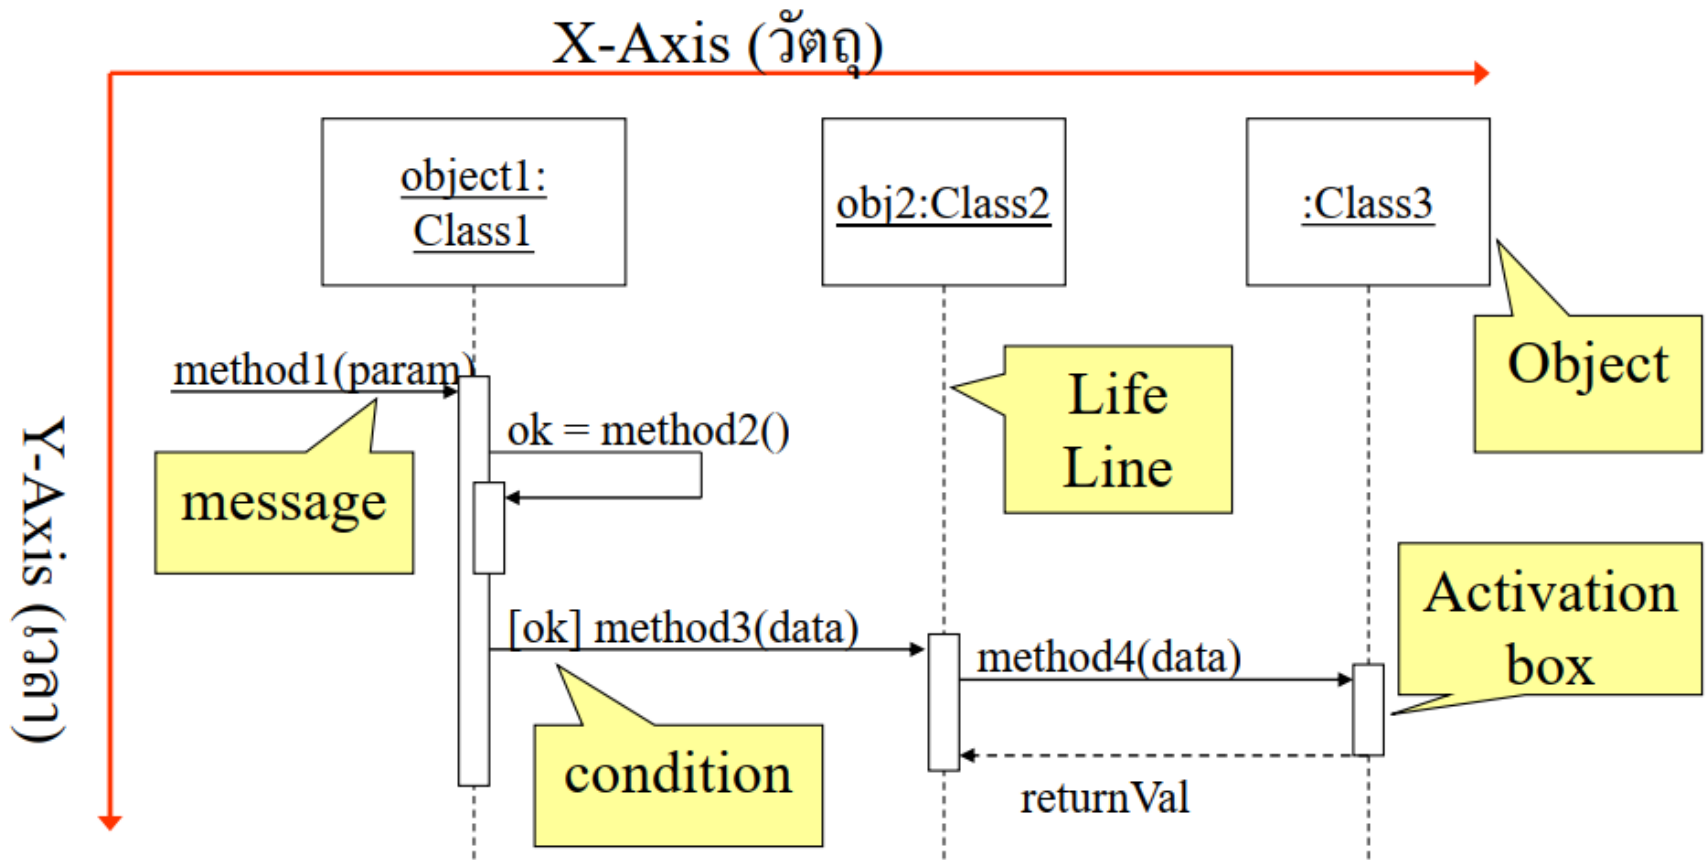 X-Axis (วัตถุ)
object1:
Class1
obj2:Class2
:Class3
Object
method1(param)
Life
Line
ok = method2()
message
Y-Axis (เวลา)
Activation
box
[ok] method3(data)
method4(data)
condition
returnVal